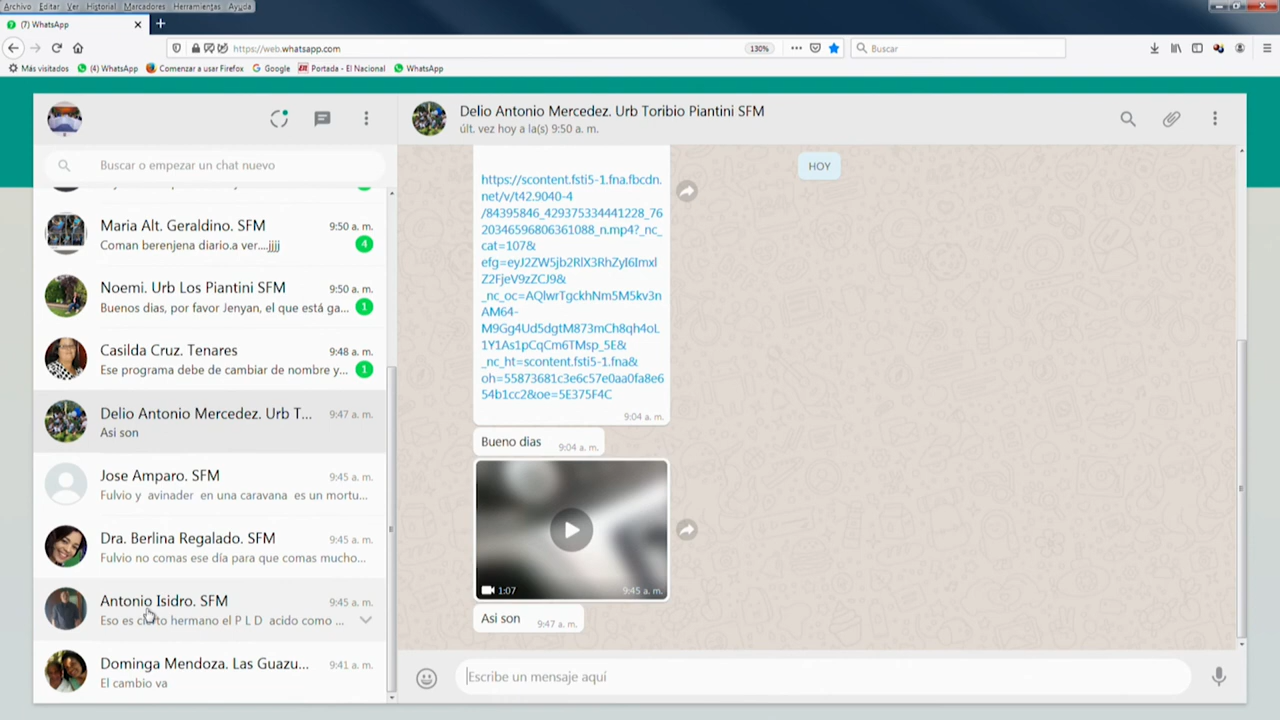 Archivo Editar Ver Historial Marcadores Herramientas Ayuda
(7) WhatsApp
https://web.whatsapp.com
130%
Buscar
Más visitados
(4) WhatsApp
Comenzar a usar Firefox
Google
Portada - El Nacional
WhatsApp
Buscar o empezar un chat nuevo
Maria Alt. Geraldino. SFM
9:50 a. m.
Coman berenjena diario.a ver....jjjj
4
Noemi. Urb Los Piantini SFM
9:50 a. m.
Buenos dias, por favor Jenyan, el que está ga...
1
Casilda Cruz. Tenares
9:48 a. m.
Ese programa debe de cambiar de nombre y...
1
Delio Antonio Mercedez. Urb T...
9:47 a. m.
Asi son
Jose Amparo. SFM
9:45 a. m.
Fulvio y avinader en una caravana es un mortu...
Dra. Berlina Regalado. SFM
9:45 a. m.
Fulvio no comas ese día para que comas mucho...
Antonio Isidro. SFM
9:45 a. m.
Eso es cierto hermano el P L D acido como ...
Dominga Mendoza. Las Guazu...
9:41 a. m.
El cambio va
Delio Antonio Mercedez. Urb Toribio Piantini SFM
últ. vez hoy a la(s) 9:50 a. m.
HOY
https://scontent.fsti5-1.fna.fbcdn.
net/v/t42.9040-4
/84395846_429375334441228_76
20346596806361088_n.mp4?_nc_
cat=107&
efg=eyJ2ZW5jb2RlX3RhZyI6ImxI
Z2FjeV9zZCJ9&
_nc_oc=AQlwrTgckhNm5M5kv3n
AM64-
M9Gg4Ud5dgtM873mCh8qh4oL
1Y1As1pCqCm6TMsp_5E&
_nc_ht=scontent.fsti5-1.fna&
oh=55873681c3e6c57e0aa0fa8e6
54b1cc2&oe=5E375F4C
9:04 a. m.
Bueno dias
9:04 a. m.
1:07
9:45 a. m.
Asi son
9:47 a. m.
Escribe un mensaje aquí